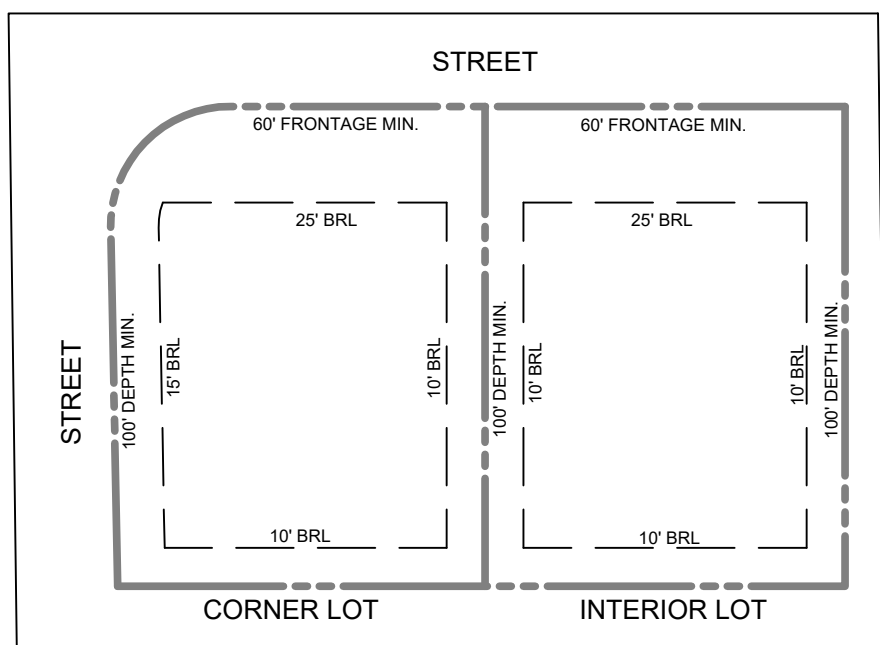 STREET
60' FRONTAGE MIN.
60' FRONTAGE MIN.
25' BRL
25' BRL
STREET
100' DEPTH MIN.
15' BRL
10' BRL
100' DEPTH MIN.
10' BRL
10' BRL
100' DEPTH MIN.
10' BRL
10' BRL
CORNER LOT
INTERIOR LOT